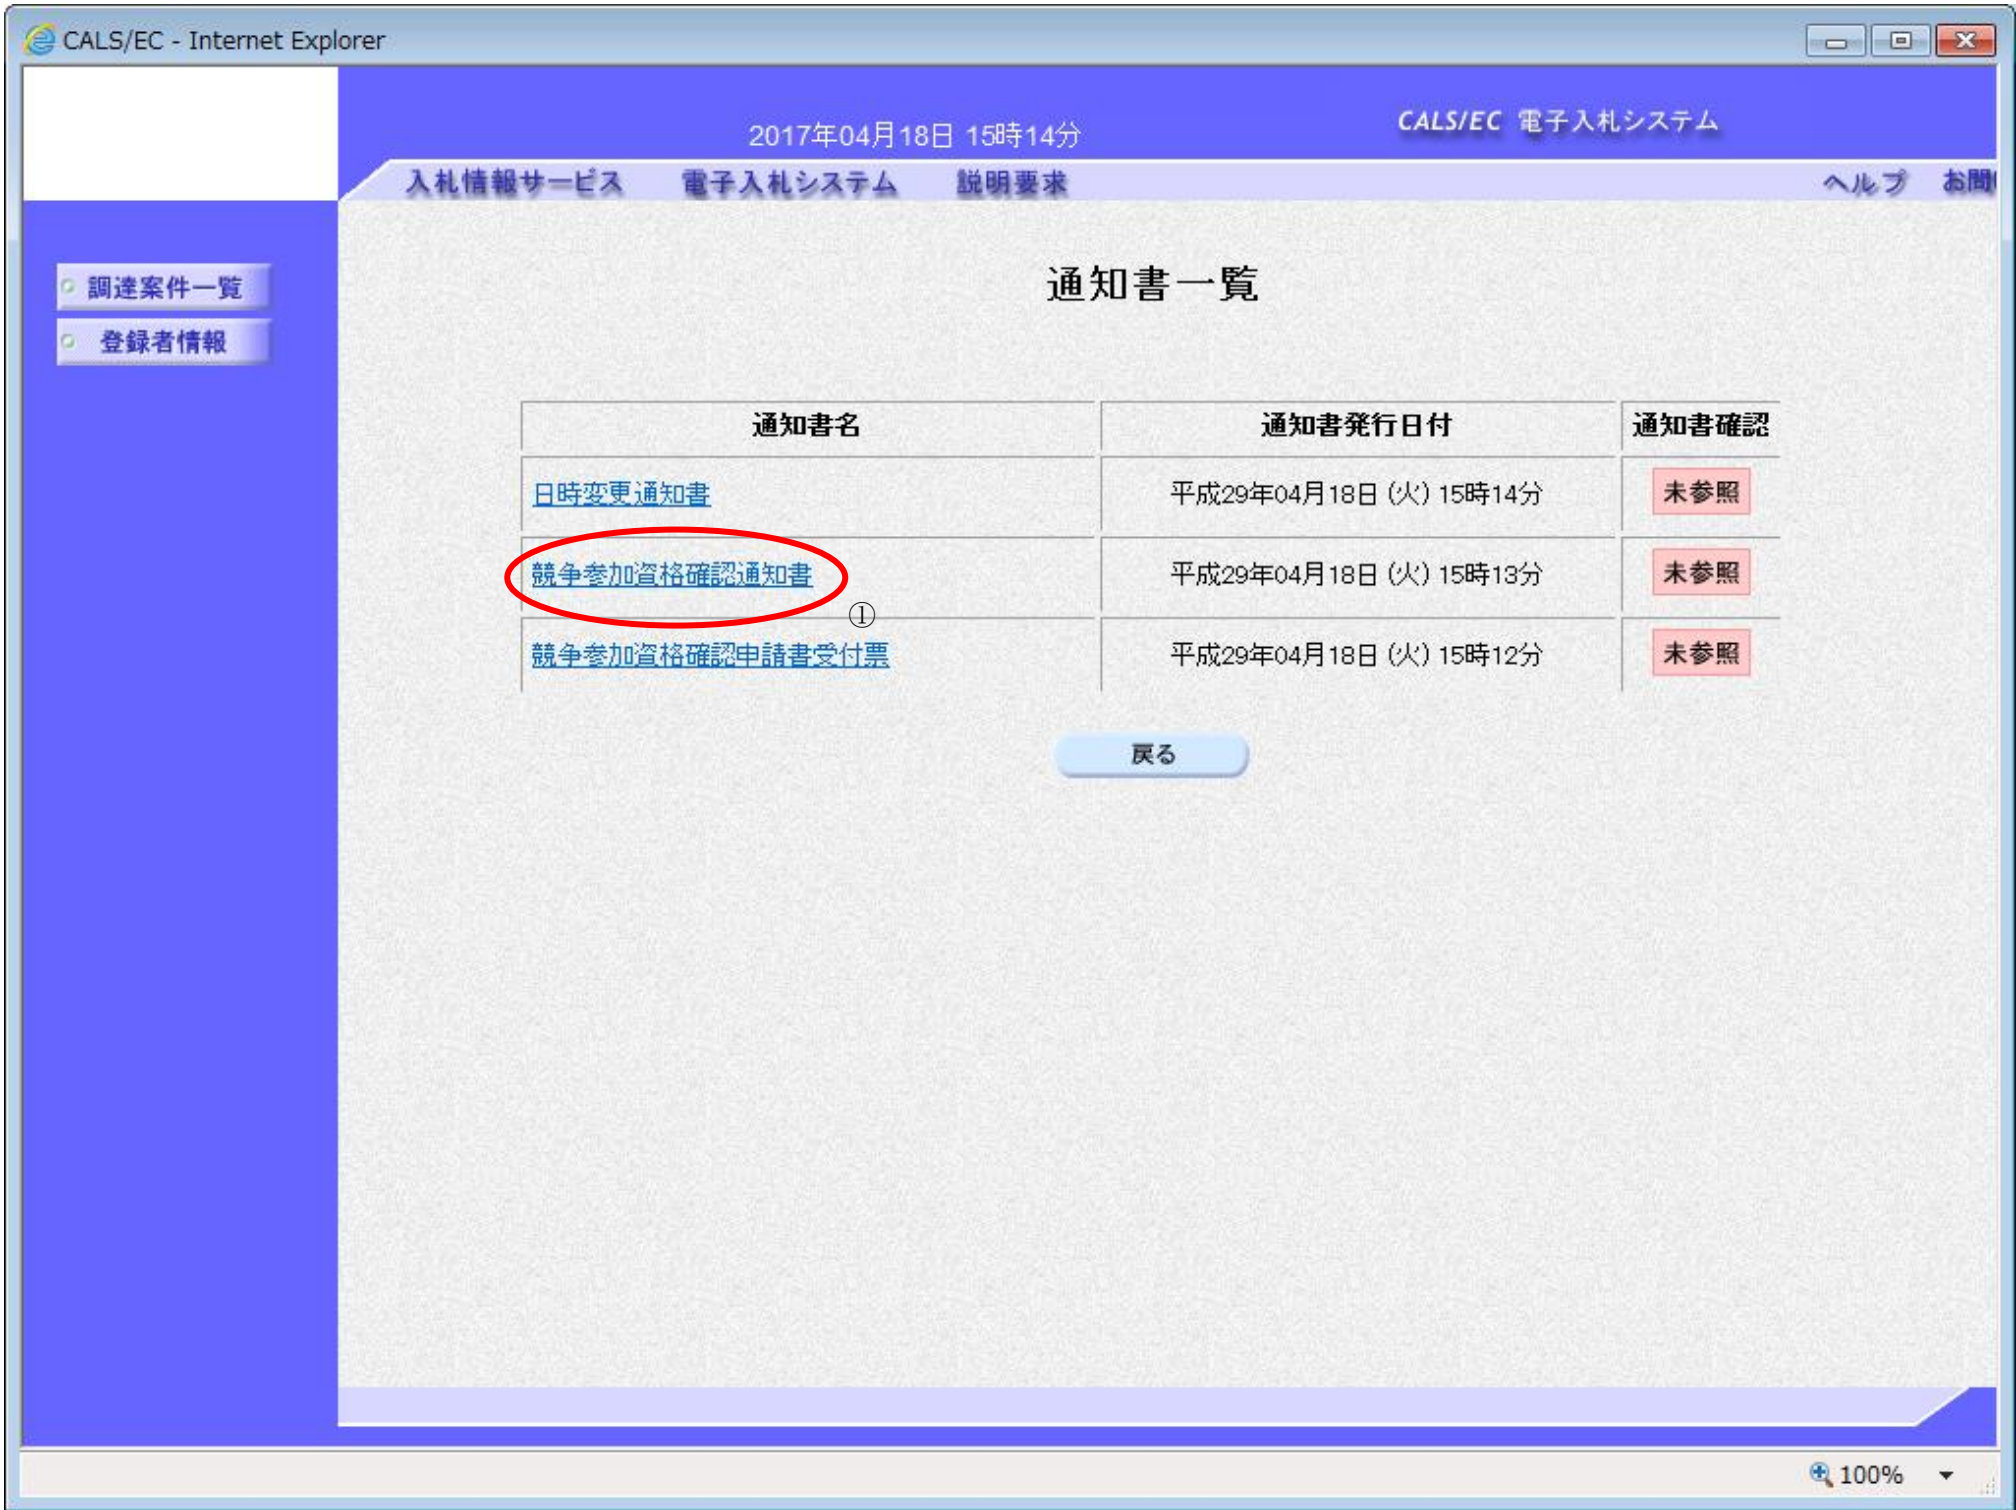 CALS/EC - Internet Explorer
2017年04月18日 15時14分
CALS/EC 電子入札システム
入札情報サービス 電子入札システム 説明要求 ヘルプ お問
調達案件一覧
登録者情報
通知書一覧
通知書名 通知書発行日付 通知書確認
日時変更通知書 平成29年04月18日 (火) 15時14分 未参照
競争参加資格確認通知書 平成29年04月18日 (火) 15時13分 未参照
①
競争参加資格確認申請書受付票 平成29年04月18日 (火) 15時12分 未参照
戻る
100%